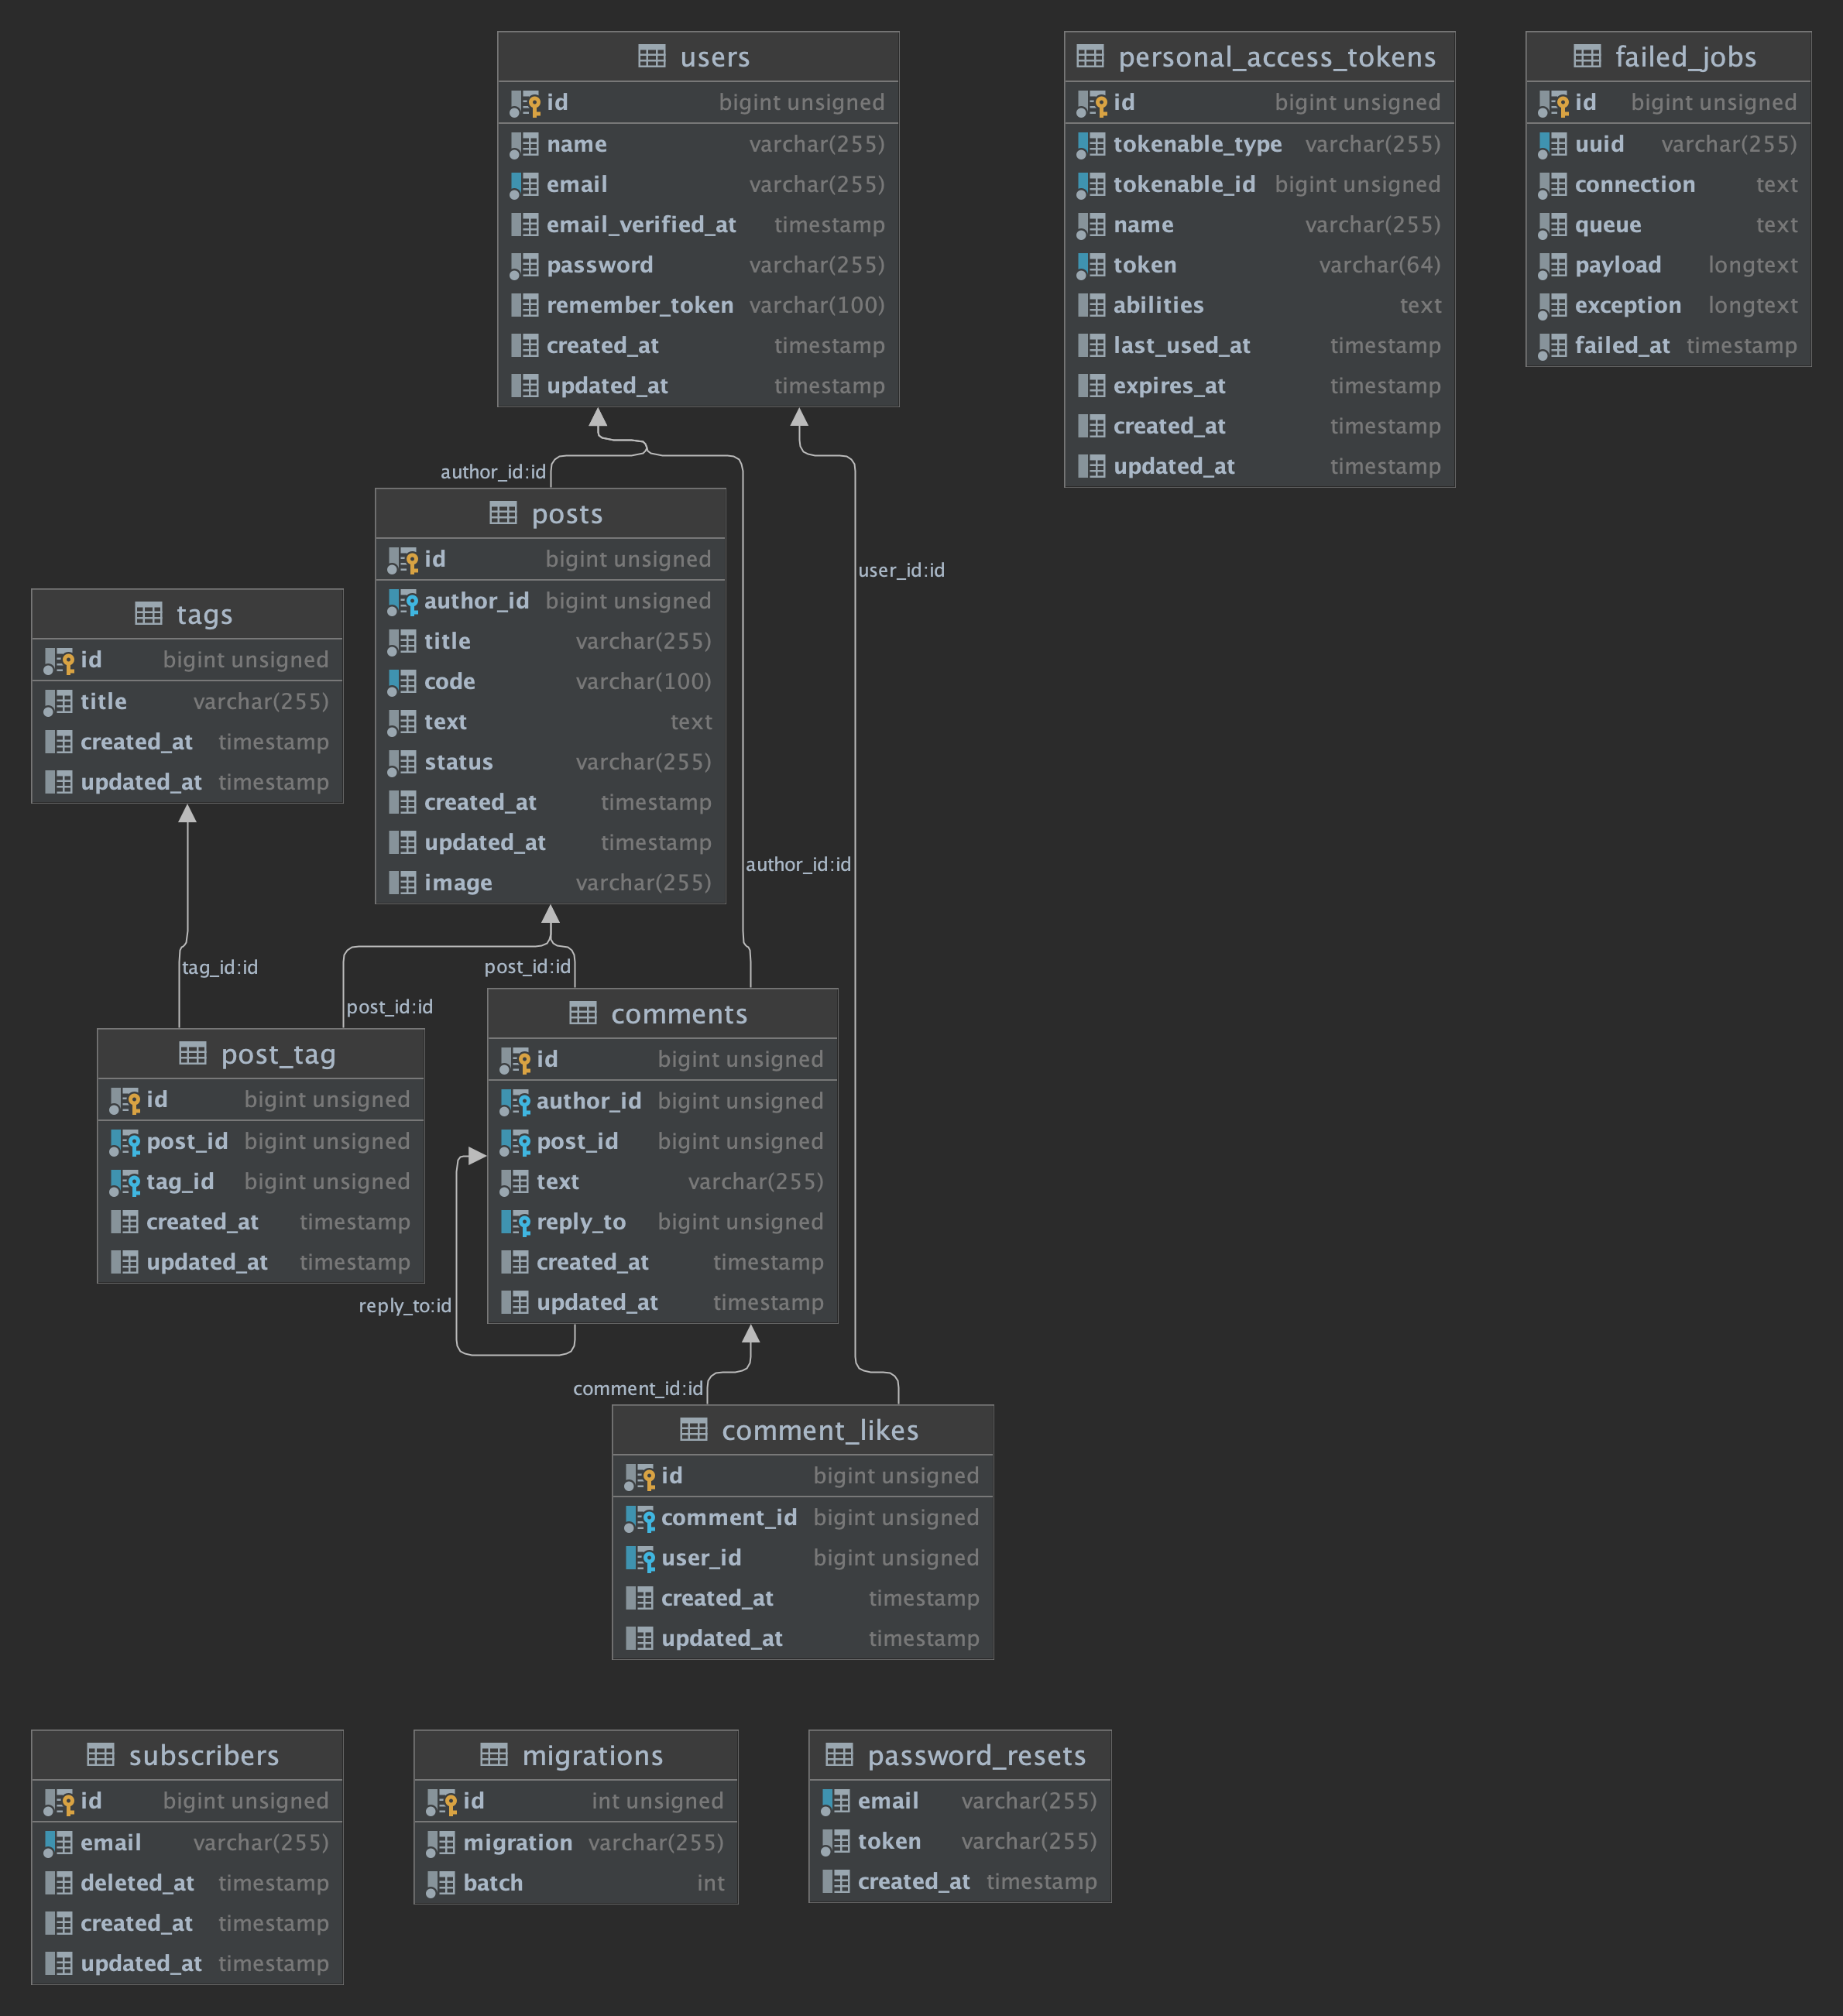 users
id bigint unsigned
name varchar(255)
email varchar(255)
email_verified_at timestamp
password varchar(255)
remember_token varchar(100)
created_at timestamp
updated_at timestamp
personal_access_tokens
id bigint unsigned
tokenable_type varchar(255)
tokenable_id bigint unsigned
name varchar(255)
token varchar(64)
abilities text
last_used_at timestamp
expires_at timestamp
created_at timestamp
updated_at timestamp
failed_jobs
id bigint unsigned
uuid varchar(255)
connection text
queue text
payload longtext
exception longtext
failed_at timestamp
author_id:id
user_id:id
posts
id bigint unsigned
author_id bigint unsigned
title varchar(255)
code varchar(100)
text text
status varchar(255)
created_at timestamp
updated_at timestamp
image varchar(255)
tags
id bigint unsigned
title varchar(255)
created_at timestamp
updated_at timestamp
author_id:id
tag_id:id
post_id:id
post_id:id
post_tag
id bigint unsigned
post_id bigint unsigned
tag_id bigint unsigned
created_at timestamp
updated_at timestamp
comments
id bigint unsigned
author_id bigint unsigned
post_id bigint unsigned
text varchar(255)
reply_to bigint unsigned
created_at timestamp
updated_at timestamp
reply_to:id
comment_id:id
comment_likes
id bigint unsigned
comment_id bigint unsigned
user_id bigint unsigned
created_at timestamp
updated_at timestamp
subscribers
id bigint unsigned
email varchar(255)
deleted_at timestamp
created_at timestamp
updated_at timestamp
migrations
id int unsigned
migration varchar(255)
batch int
password_resets
email varchar(255)
token varchar(255)
created_at timestamp